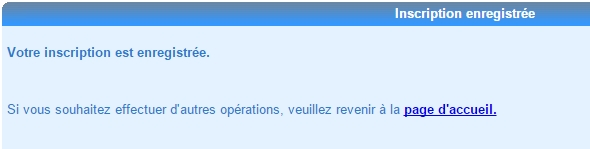 Inscription enregistrée
Votre inscription est enregistrée.
Si vous souhaitez effectuer d'autres opérations, veuillez revenir à la page d'accueil.